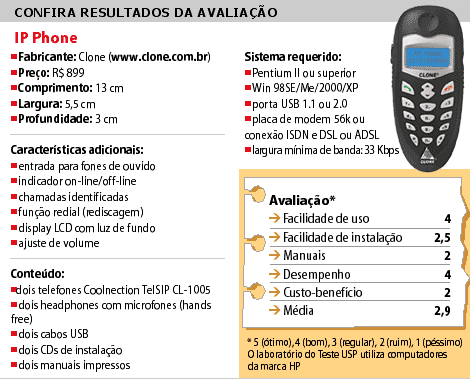 CONFIRA RESULTADOS DA AVALIAÇÃO
IP Phone
Fabricante: Clone (www.clone.com.br)
Preço: R$ 899
Comprimento: 13 cm
Largura: 5,5 cm
Profundidade: 3 cm
Características adicionais:
entrada para fones de ouvido
indicador on-line/off-line
chamadas identificadas
função redial (rediscagem)
display LCD com luz de fundo
ajuste de volume
Conteúdo:
dois telefones Coolnection TelSIP CL-1005
dois headphones com microfones (hands
free)
dois cabos USB
dois CDs de instalação
dois manuais impressos
Sistema requerido:
Pentium II ou superior
Win 98SE/Me/2000/XP
porta USB 1.1 ou 2.0
placa de modem 56k ou
conexão ISDN e DSL ou ADSL
largura mínima de banda: 33 Kbps
CLONE
CLONE
Avaliação*
Facilidade de uso 4
Facilidade de instalação 2,5
Manuais 2
Desempenho 4
Custo-benefício 2
Média 2,9
* 5 (ótimo), 4 (bom), 3 (regular), 2 (ruim), 1 (péssimo)
O laboratório do Teste USP utiliza computadores
da marca HP